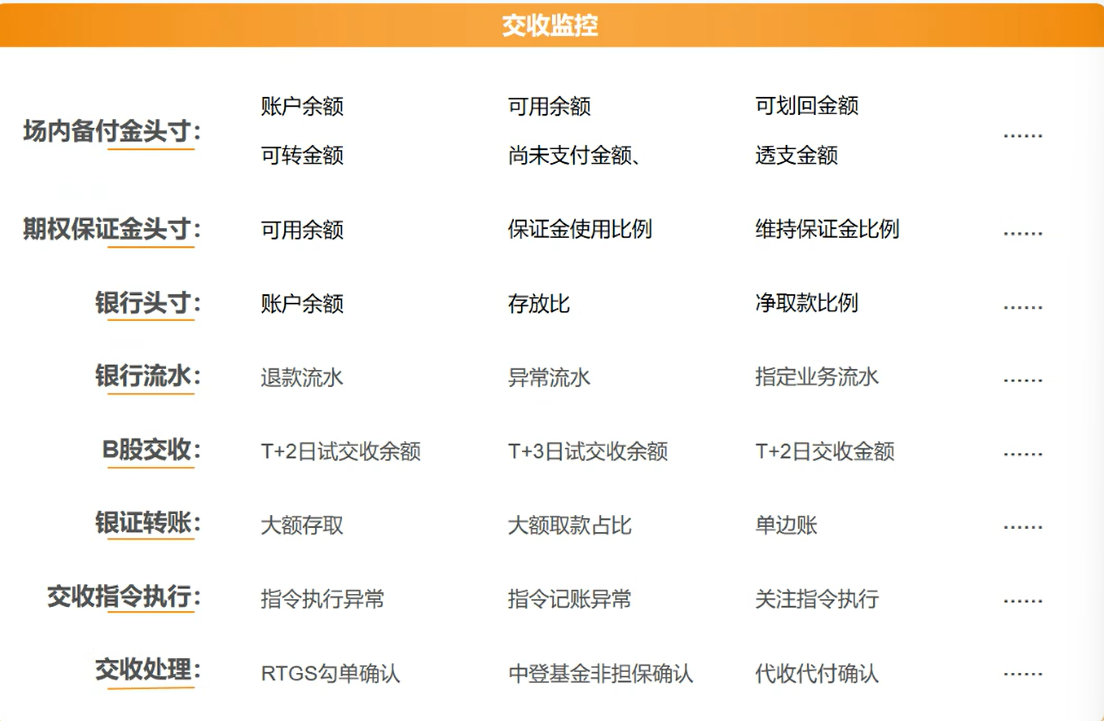 交收监控
账户余额 可用余额 可划回金额
场内备付金头寸： ……
可转金额 尚未支付金额、 透支金额
期权保证金头寸： 可用余额 保证金使用比例 维持保证金比例 ……
银行头寸： 账户余额 存放比 净取款比例 ……
银行流水： 退款流水 异常流水 指定业务流水 ……
B股交收： T+2日试交收余额 T+3日试交收余额 T+2日交收金额 ……
银证转账： 大额存取 大额取款占比 单边账 ……
交收指令执行： 指令执行异常 指令记账异常 关注指令执行 ……
交收处理： RTGS勾单确认 中登基金非担保确认 代收代付确认 ……